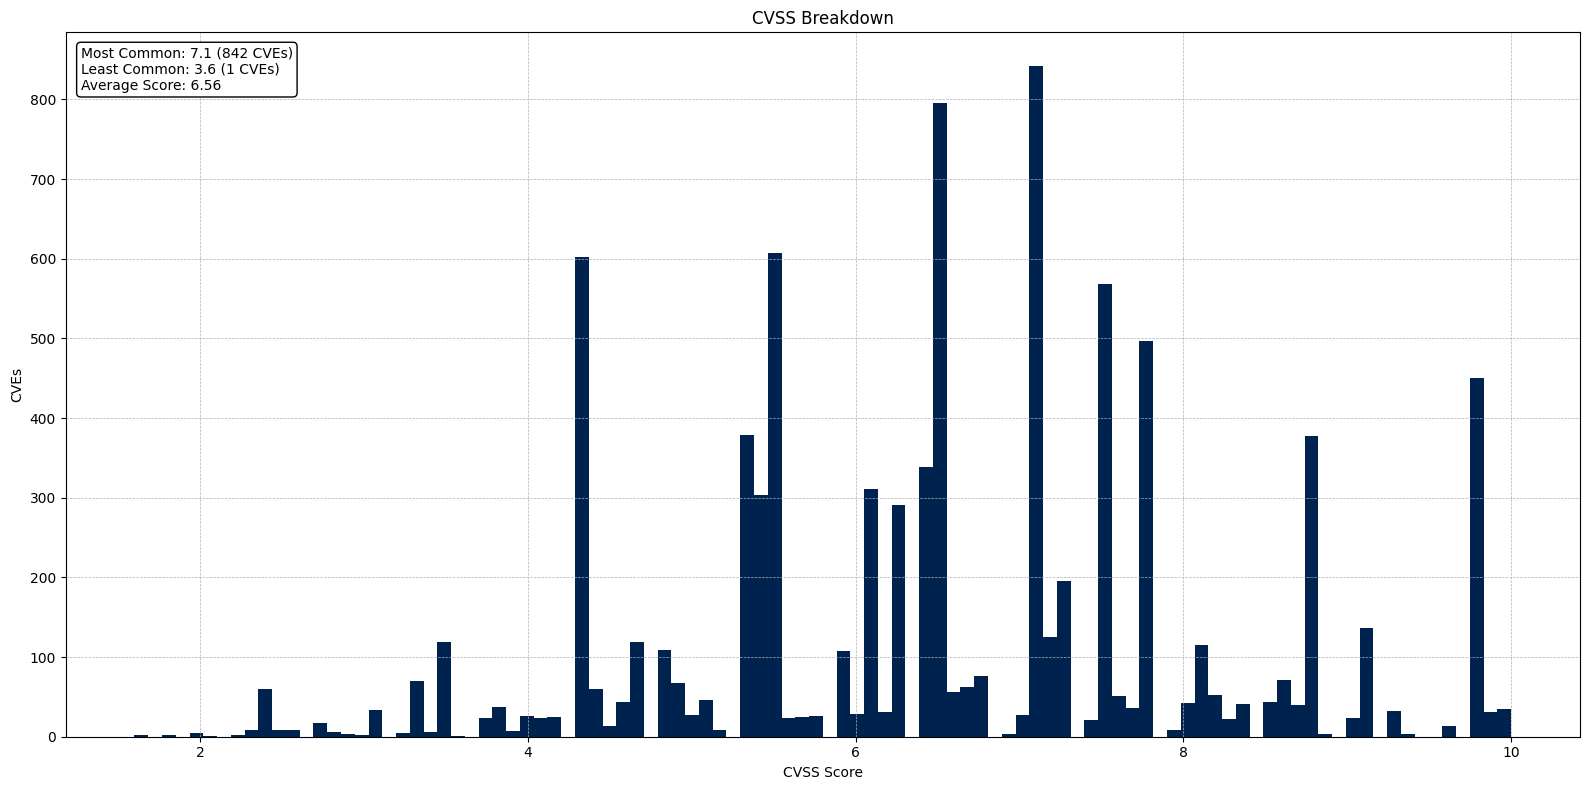 CVSS Breakdown
Most Common: 7.1 (842 CVEs)
Least Common: 3.6 (1 CVEs)
Average Score: 6.56
800
700
600
500
400
300
200
100
0
CVEs
2 4 6 8 10
CVSS Score